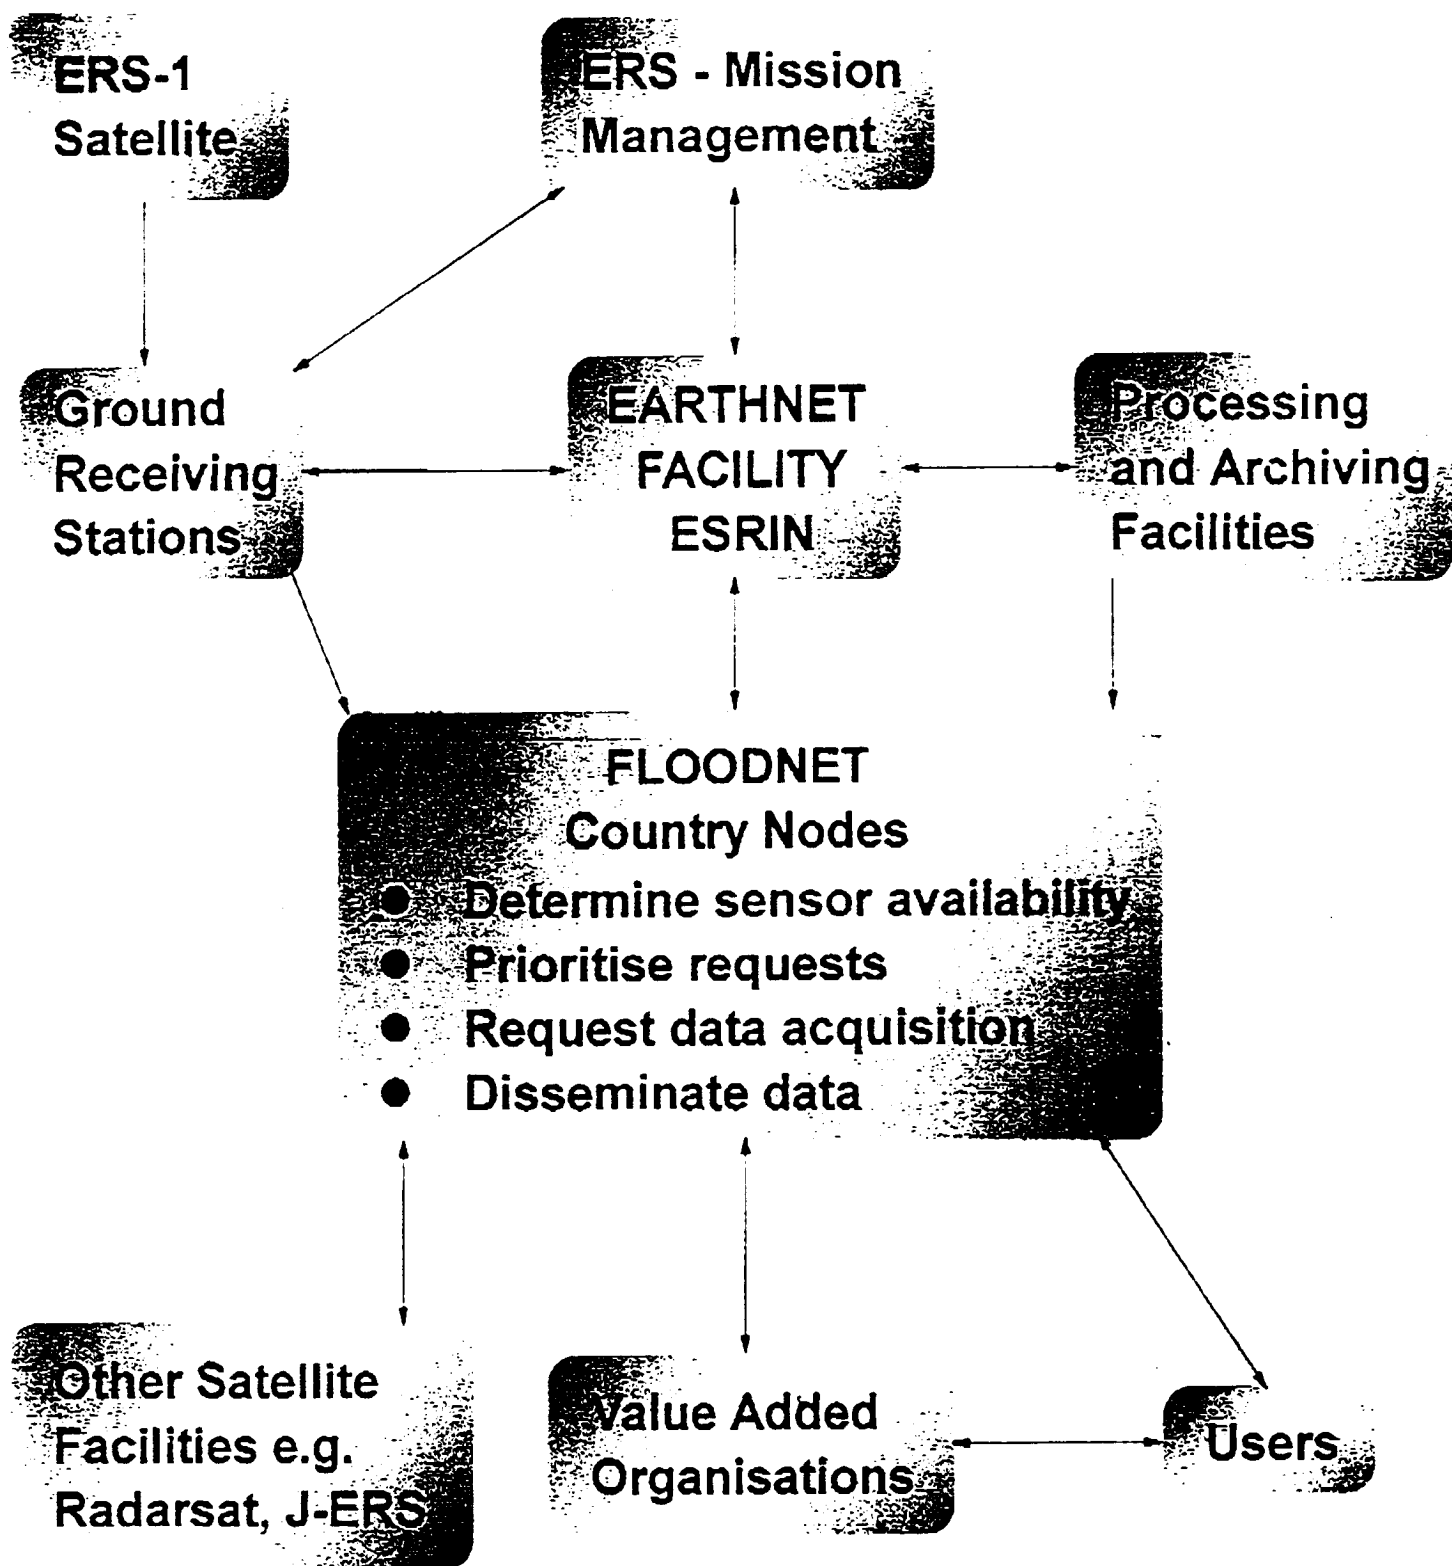 ERS-1
Satellite
ERS - Mission
Management
Ground
Receiving
Stations
EARTHNET
FACILITY
ESRIN
Processing
and Archiving
Facilities
FLOODNET
Country Nodes
● Determine sensor availability
● Prioritise requests
● Request data acquisition
● Disseminate data
Other Satellite
Facilities e.g.
Radarsat, J-ERS
Value Added
Organisations
Users